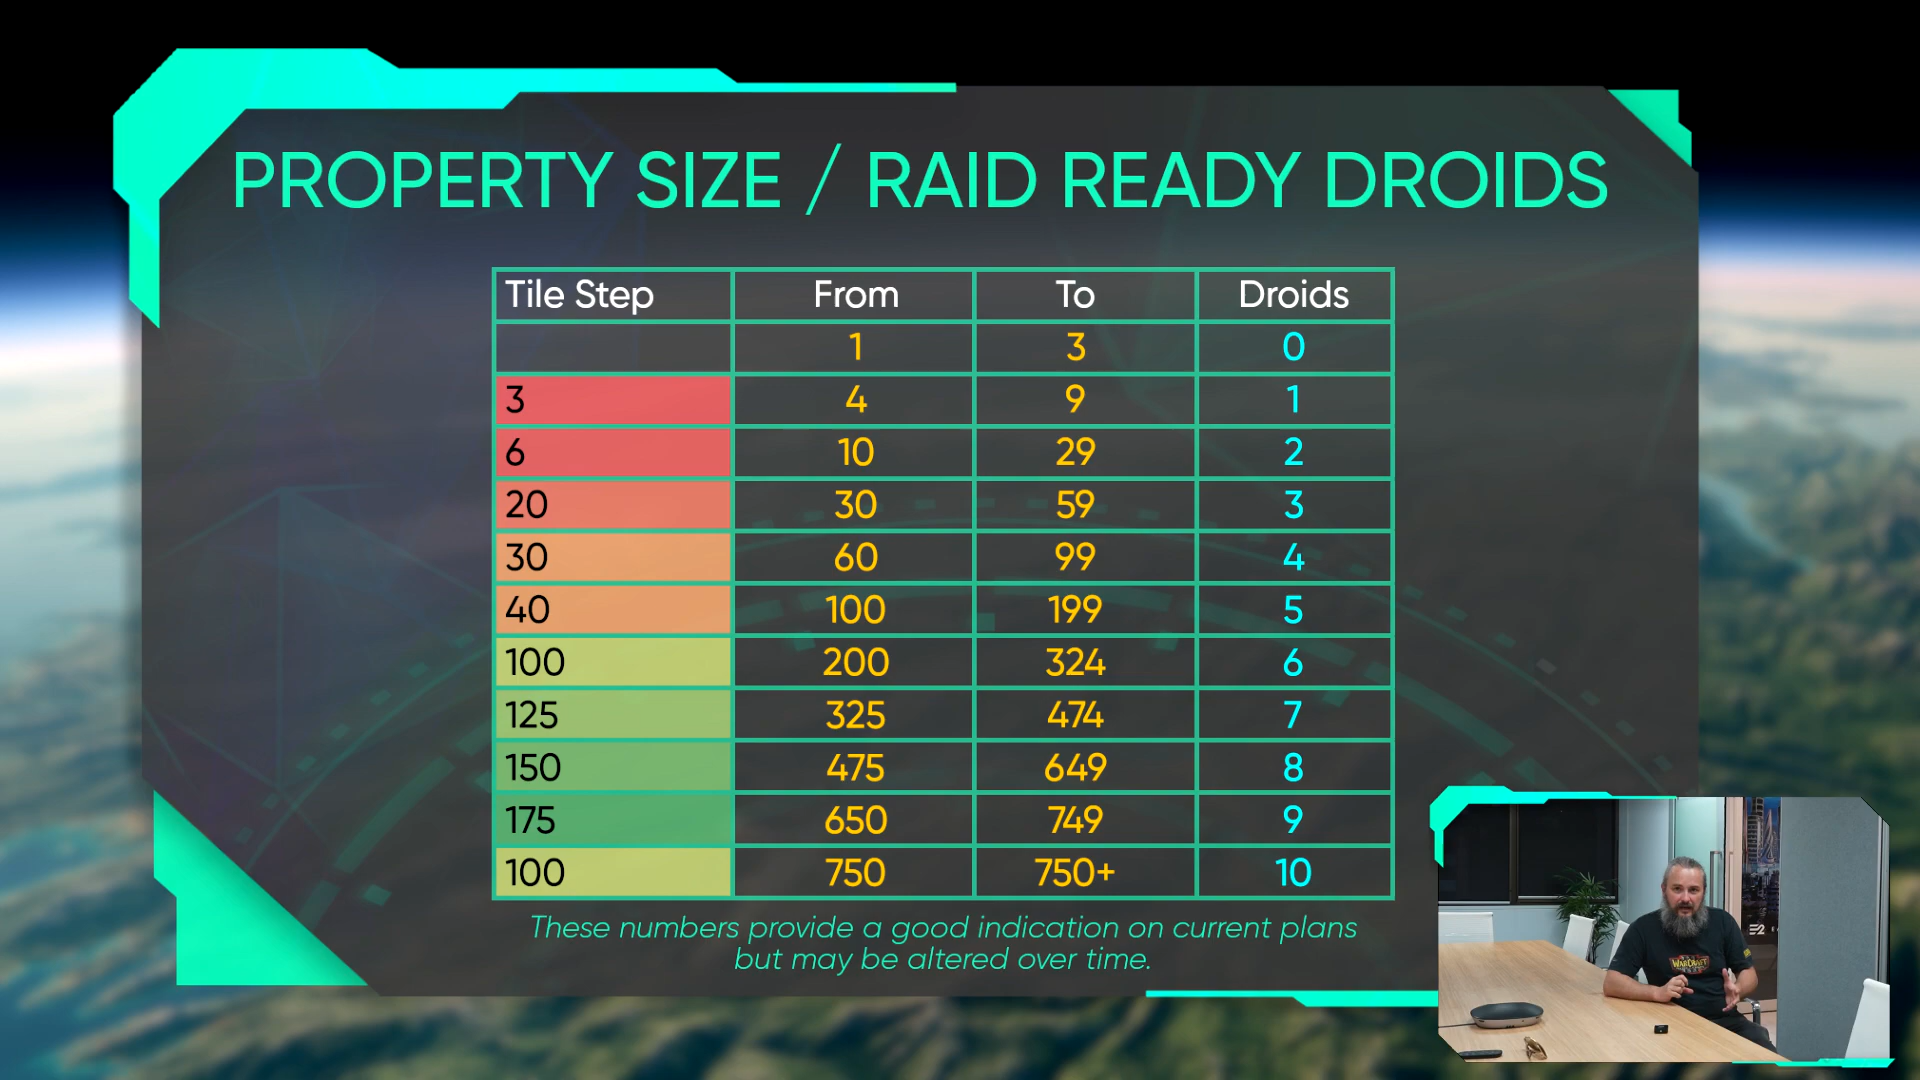 PROPERTY SIZE / RAID READY DROIDS
Tile Step From To Droids
1 3 0
3 4 9 1
6 10 29 2
20 30 59 3
30 60 99 4
40 100 199 5
100 200 324 6
125 325 474 7
150 475 649 8
175 650 749 9
100 750 750+ 10
These numbers provide a good indication on current plans
but may be altered over time.
E2
WARCRAFT